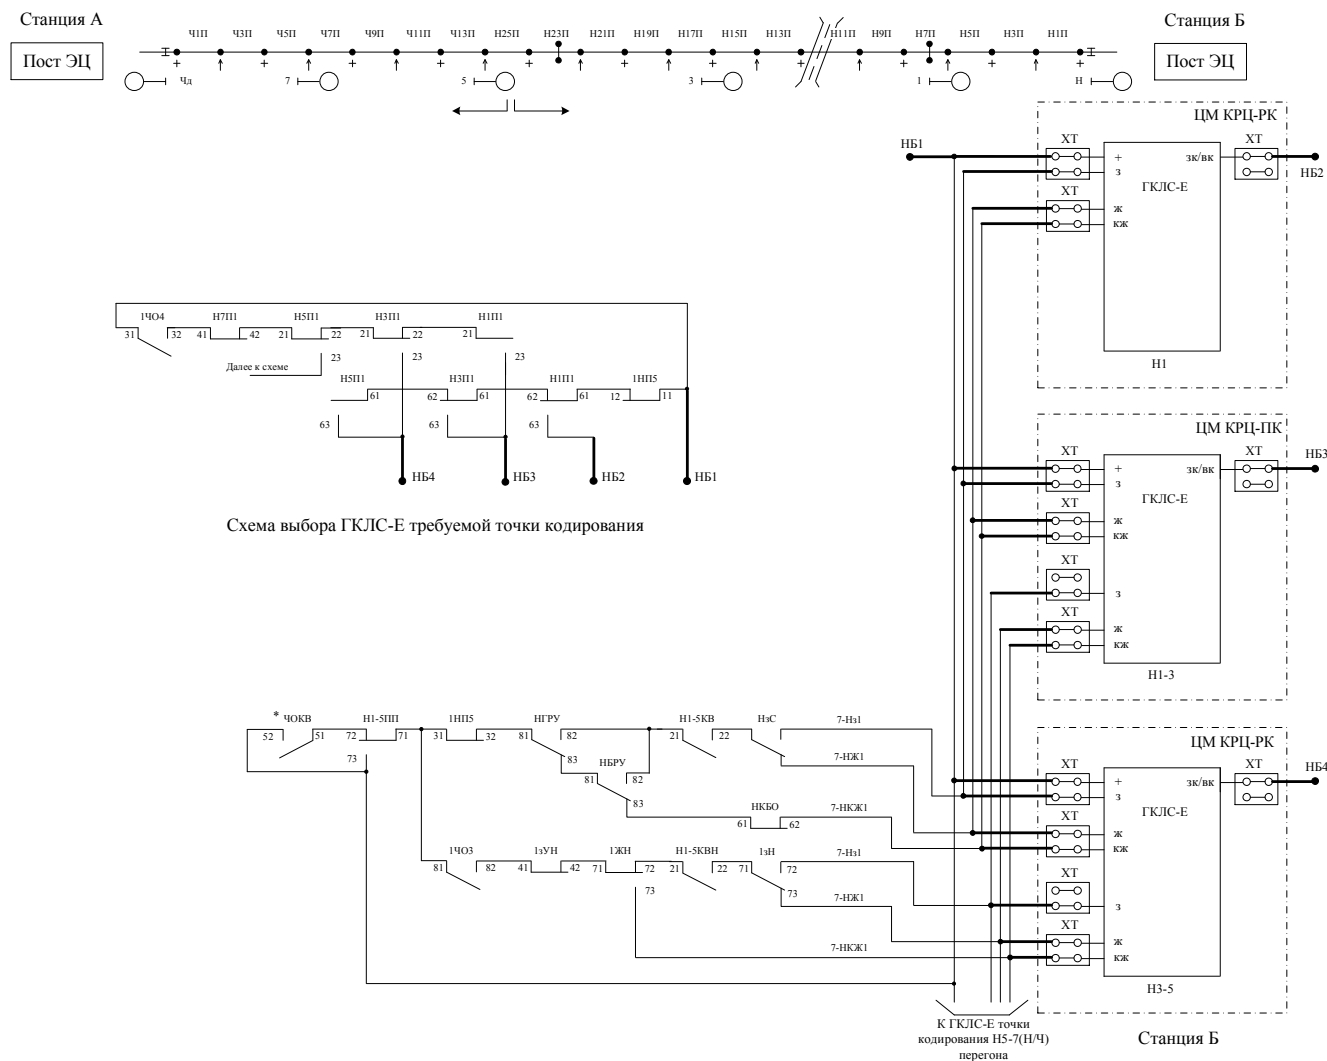 Станция А
Станция Б
Ч1П Ч3П Ч5П Ч7П Ч9П Ч11П Ч13П Н25П Н23П Н21П Н19П Н17П Н15П Н13П Н11П Н9П Н7П Н5П Н3П Н1П
Пост ЭЦ
Пост ЭЦ
+ + + + + + + + + + +
Чд 7 5 3 1 Н
ЦМ КРЦ-РК
ХТ ХТ
НБ1 + зк/вк
з НБ2
ГКЛС-Е
ХТ
ж
кж
Н1
1ЧО4 Н7П1 Н5П1 Н3П1 Н1П1
31 32 41 42 21 22 21 22 21
23 23 23
Далее к схеме
Н5П1 Н3П1 Н1П1 1НП5
61 62 61 62 61 12 11
63 63 63
НБ4 НБ3 НБ2 НБ1
Схема выбора ГКЛС-Е требуемой точки кодирования
ЦМ КРЦ-ПК
ХТ ХТ НБ3
+ зк/вк
з
ГКЛС-Е
ХТ
ж
кж
ХТ
з
ХТ
ж
кж
Н1-3
* ЧОКВ Н1-5ПП 1НП5 НГРУ Н1-5КВ НзС 7-Нз1
52 51 72 71 31 32 81 82 21 22
73 83
НБРУ 7-НЖ1
81 82
83
НКБО 7-НКЖ1
61 62
1ЧО3 1зУН 1ЖН Н1-5КВН 1зН 7-Нз1
81 82 41 42 71 72 21 22 71 72
73 73
7-НЖ1
7-НКЖ1
ЦМ КРЦ-РК
ХТ ХТ НБ4
+ зк/вк
з
ГКЛС-Е
ХТ
ж
кж
ХТ
з
ХТ
ж
кж
Н3-5
К ГКЛС-Е точки
кодирования Н5-7(Н/Ч)
перегона
Станция Б